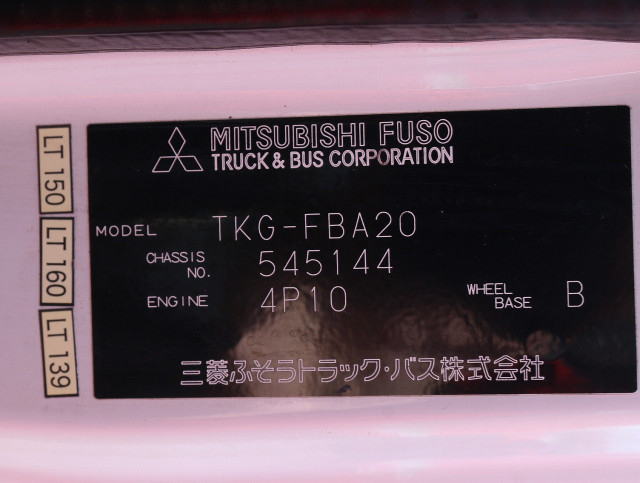 MITSUBISHI FUSO
TRUCK & BUS CORPORATION
MODEL TKG-FBA20
CHASSIS NO. 545144
ENGINE 4P10 WHEEL BASE B
三菱ふそうトラック・バス株式会社
LT 150
LT 160
LT 139